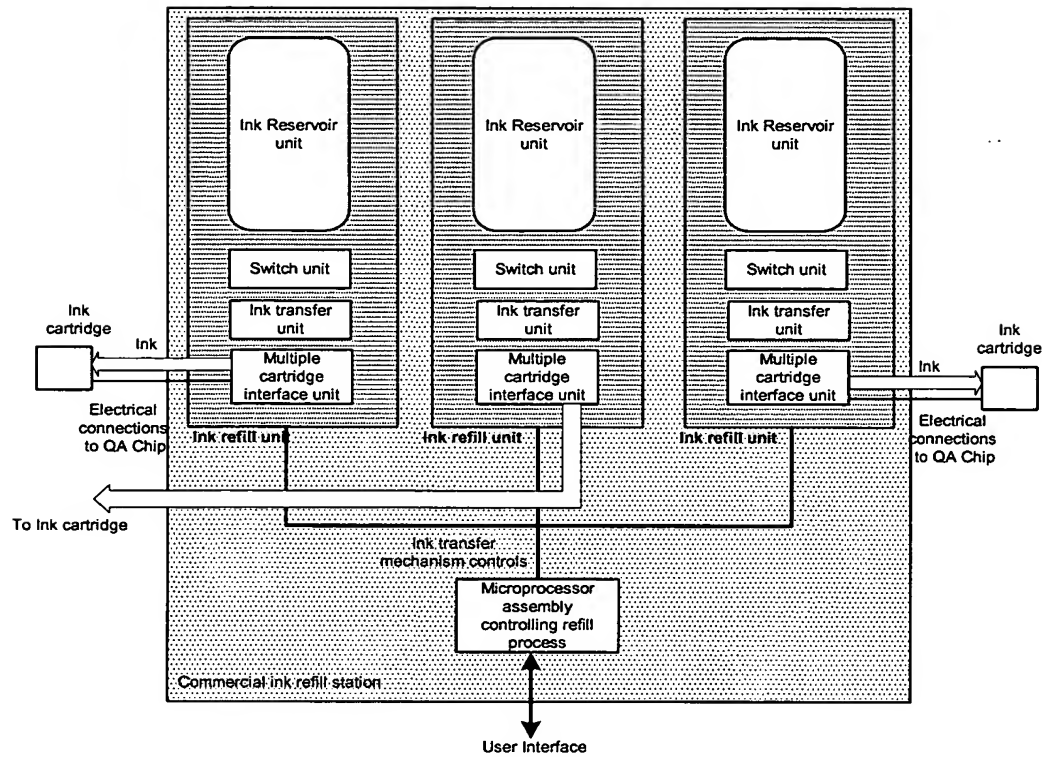 Ink Reservoir
unit
Ink Reservoir
unit
Ink Reservoir
unit
Switch unit
Switch unit
Switch unit
Ink transfer
unit
Ink transfer
unit
Ink transfer
unit
Ink
cartridge
Ink
Multiple
cartridge
interface unit
Multiple
cartridge
interface unit
Multiple
cartridge
interface unit
Ink
Ink
cartridge
Electrical
connections
to QA Chip
Ink refill unit
Ink refill unit
Ink refill unit
Electrical
connections
to QA Chip
To Ink cartridge
Ink transfer
mechanism controls
Microprocessor
assembly
controlling refill
process
Commercial ink refill station
User Interface